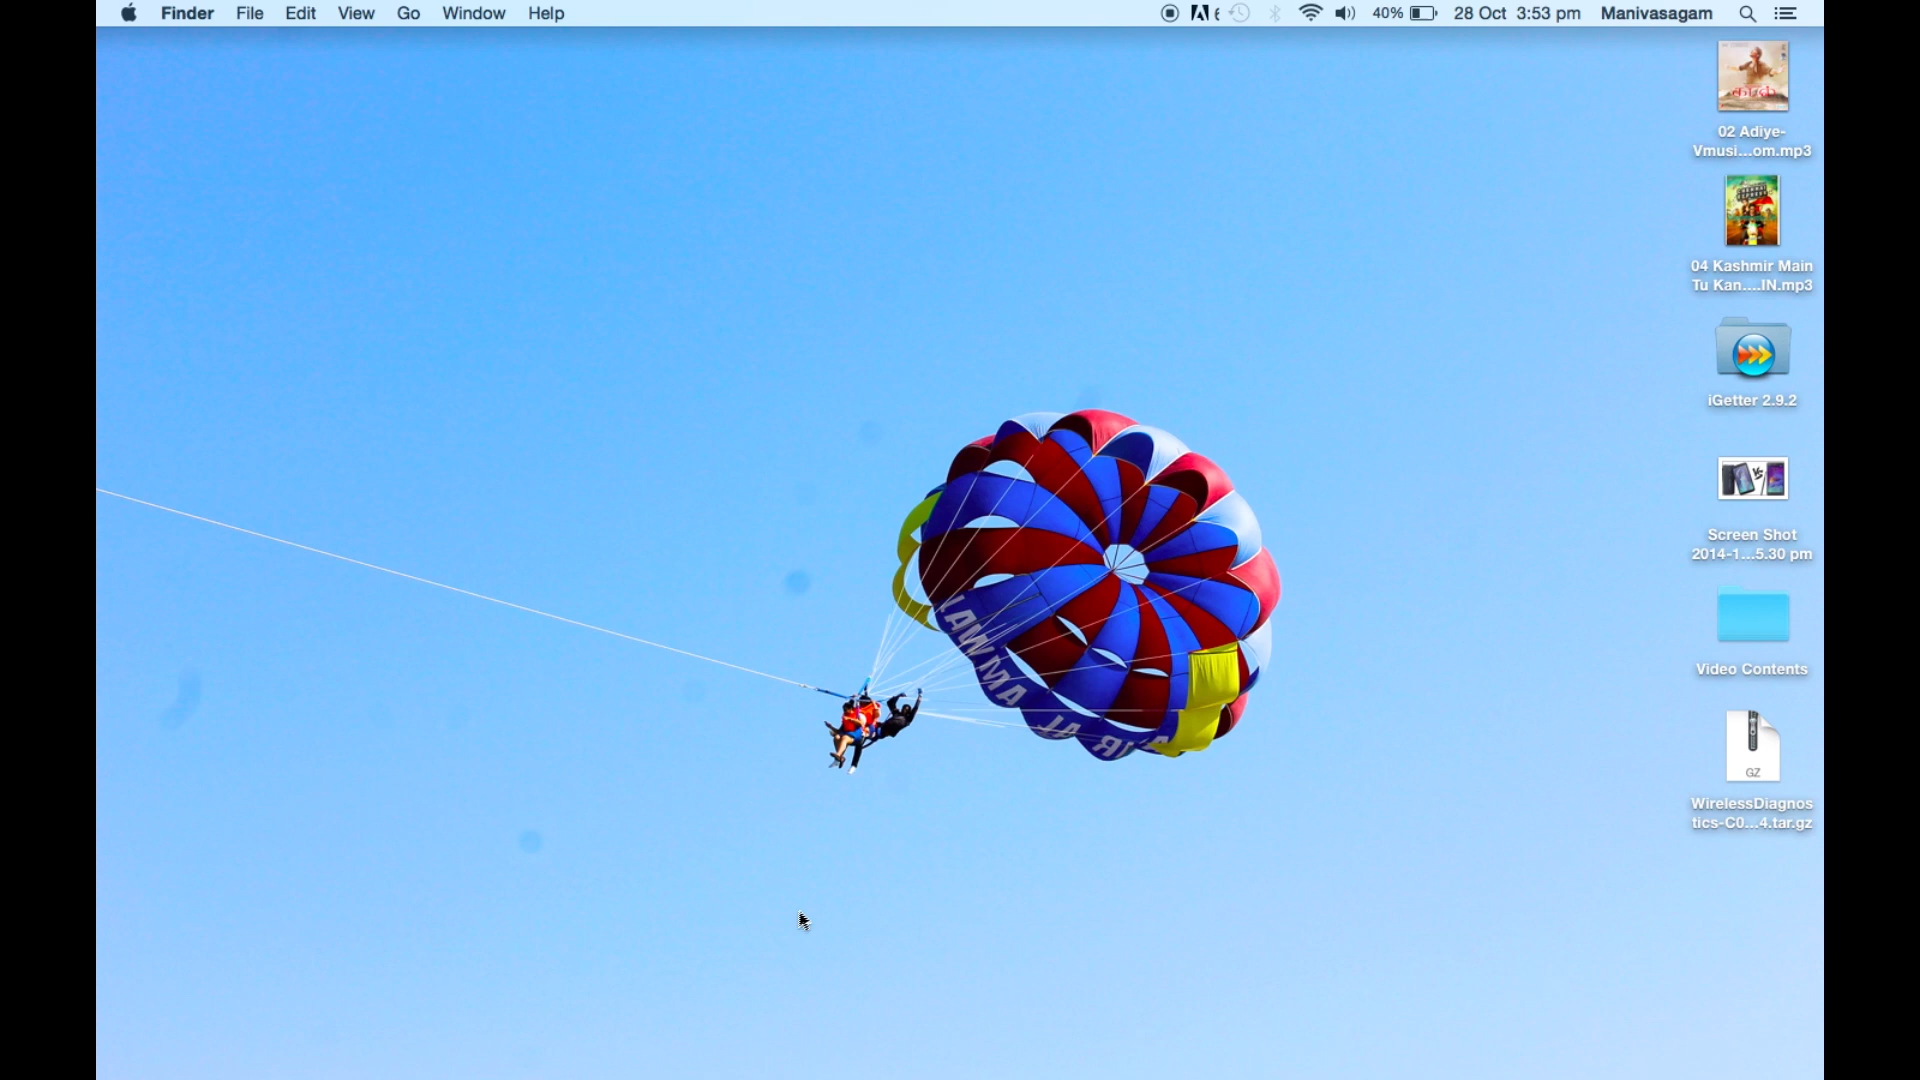 Finder File Edit View Go Window Help
40% 28 Oct 3:53 pm Manivasagam
02 Adiye-
Vmusi...om.mp3
04 Kashmir Main
Tu Kan....IN.mp3
iGetter 2.9.2
VS
Screen Shot
2014-1...5.30 pm
Video Contents
GZ
WirelessDiagnos
tics-C0...4.tar.gz